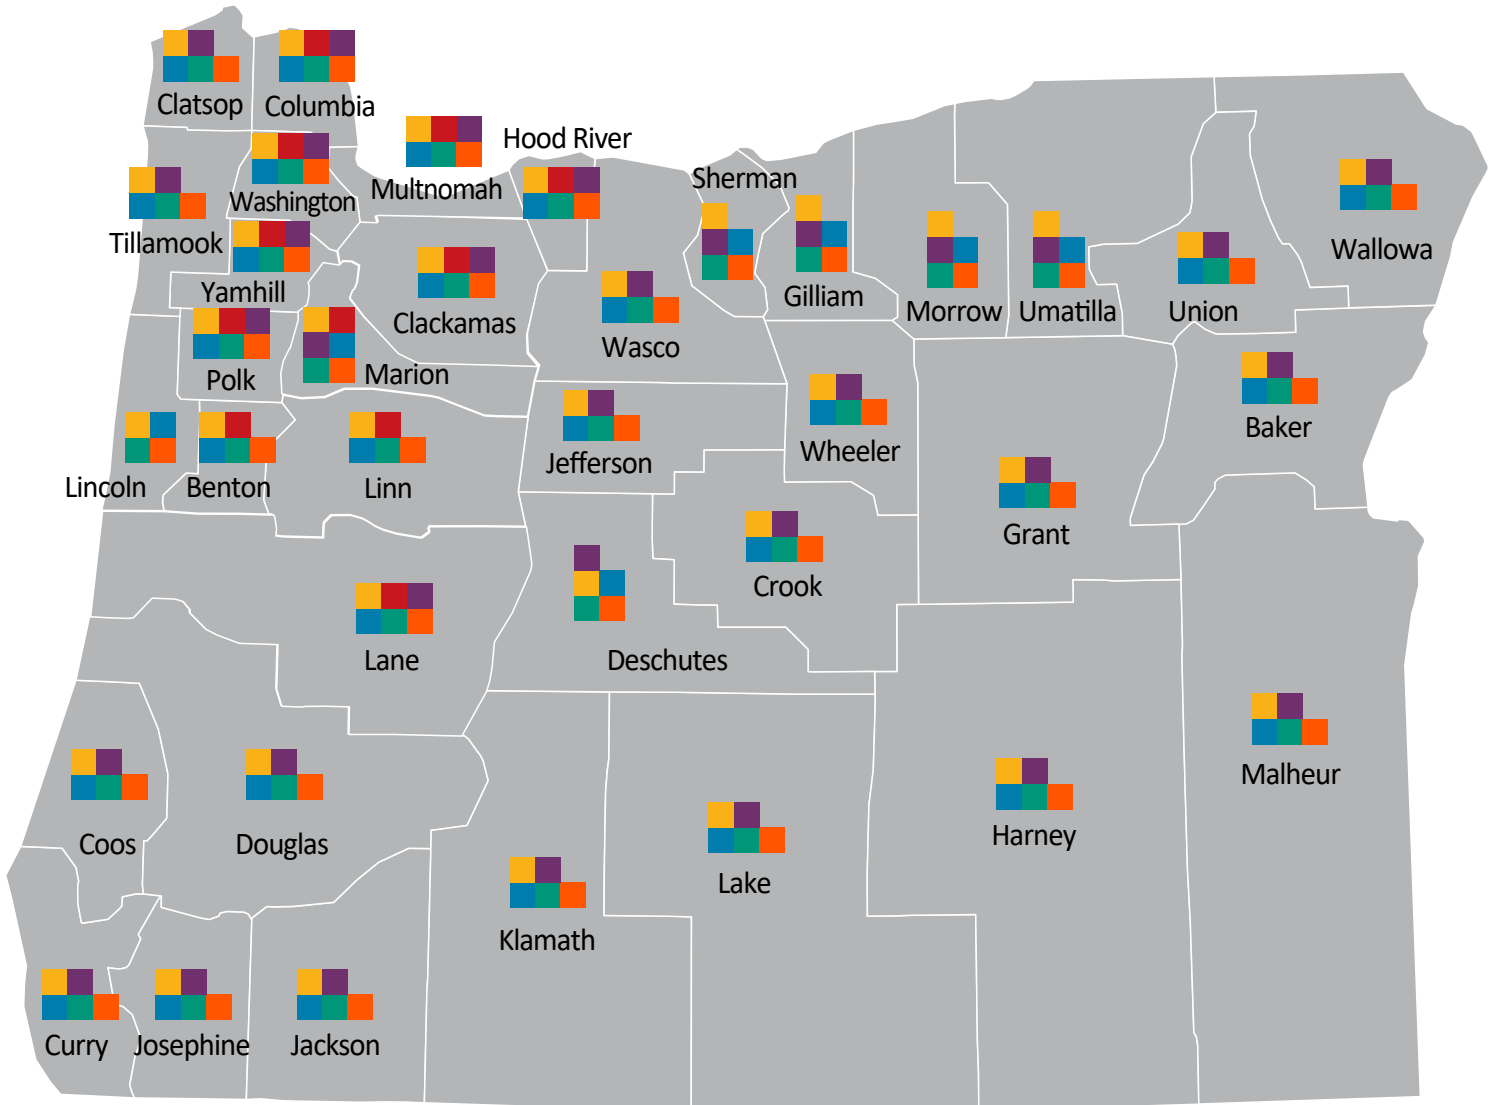 Clatsop
Columbia
Hood River
Multnomah
Sherman
Washington
Tillamook
Wallowa
Yamhill
Gilliam
Morrow
Umatilla
Union
Clackamas
Wasco
Polk
Marion
Baker
Wheeler
Jefferson
Lincoln
Benton
Linn
Grant
Crook
Lane
Deschutes
Malheur
Harney
Coos
Douglas
Lake
Klamath
Curry
Josephine
Jackson